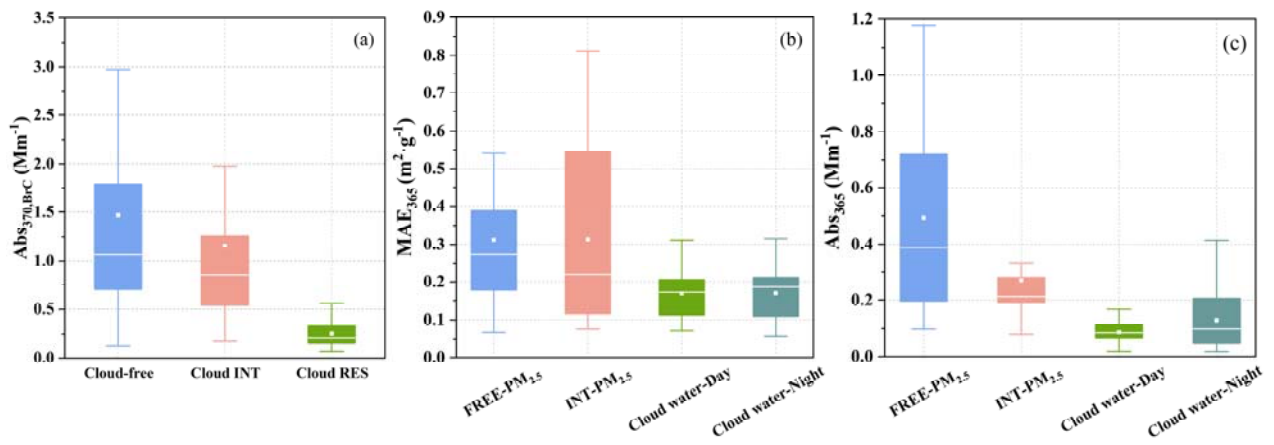 (a)
Abs370,BrC (Mm-1)
3.5
3.0
2.5
2.0
1.5
1.0
0.5
0.0
Cloud-free Cloud INT Cloud RES
(b)
MAE365 (m2·g-1)
0.9
0.8
0.7
0.6
0.5
0.4
0.3
0.2
0.1
0.0
FREE-PM2.5
INT-PM2.5
Cloud water-Day
Cloud water-Night
(c)
Abs365 (Mm-1)
1.2
1.0
0.8
0.6
0.4
0.2
0.0
FREE-PM2.5
INT-PM2.5
Cloud water-Day
Cloud water-Night